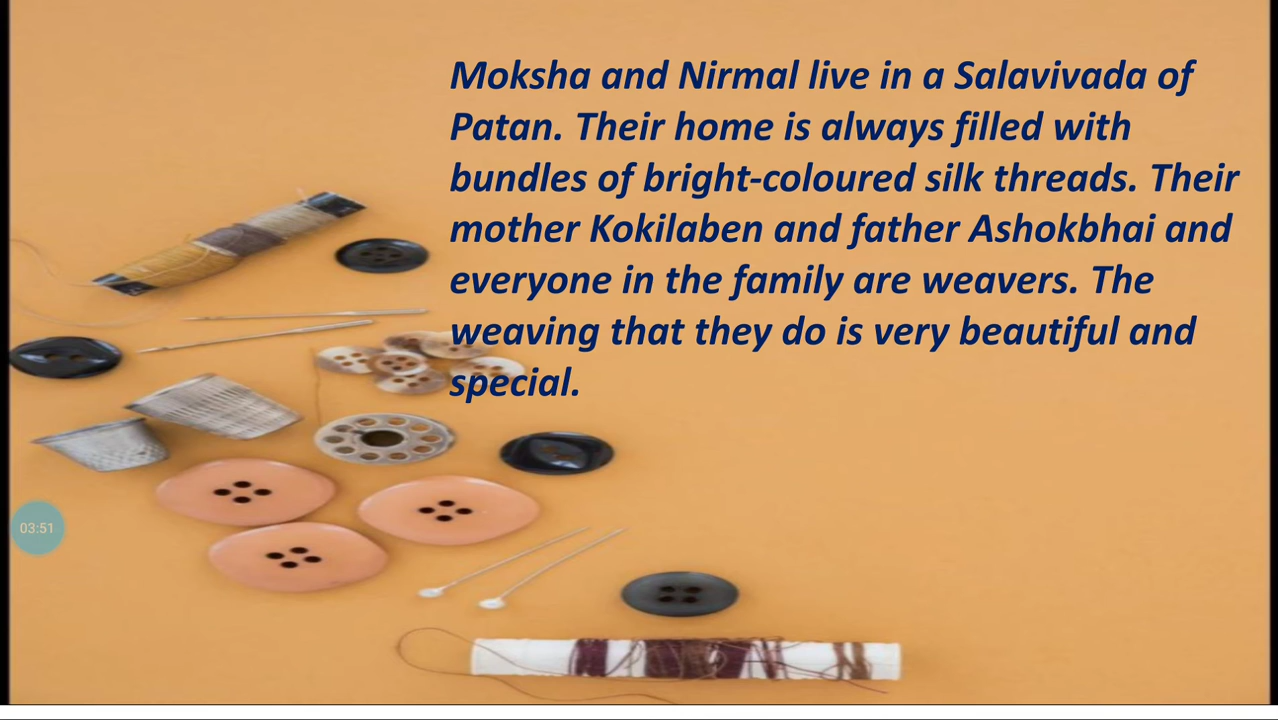 Moksha and Nirmal live in a Salavivada of
Patan. Their home is always filled with
bundles of bright-coloured silk threads. Their
mother Kokilaben and father Ashokbhai and
everyone in the family are weavers. The
weaving that they do is very beautiful and
special.
03:51